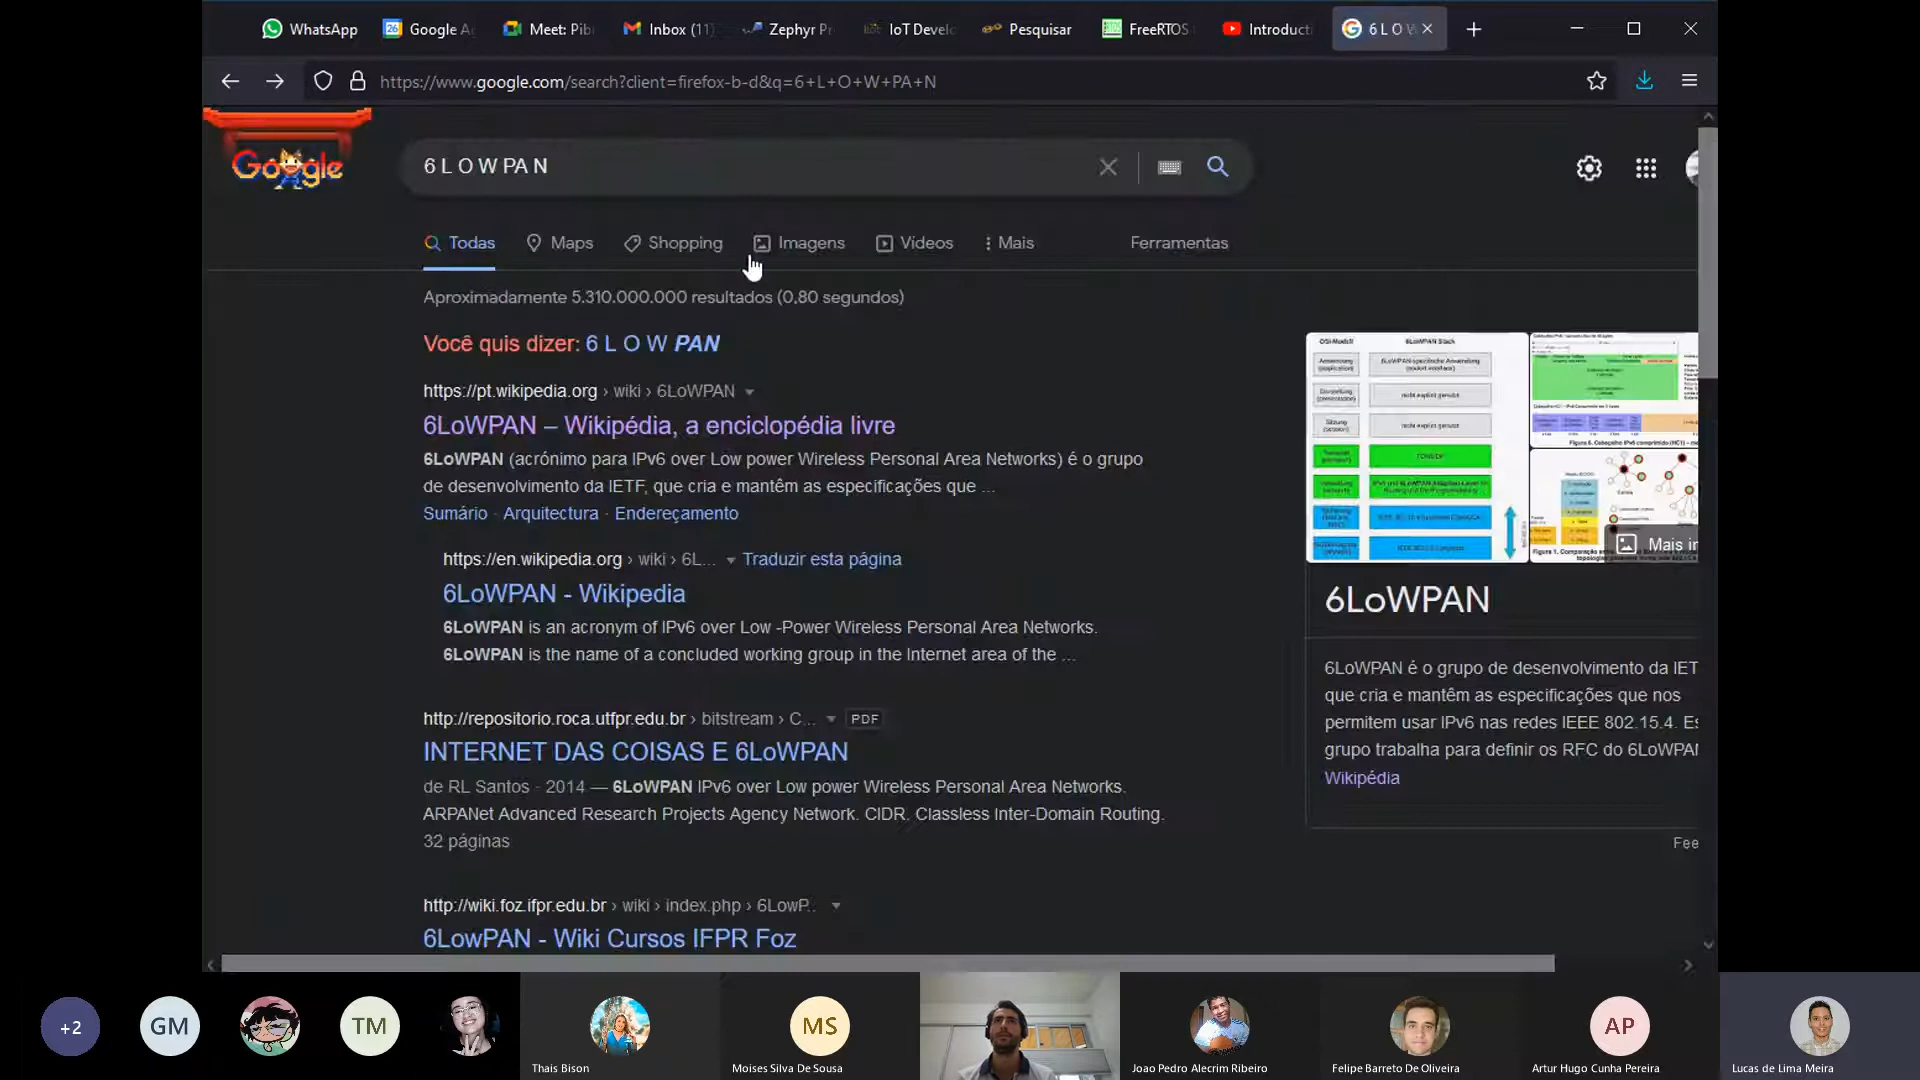 WhatsApp
Google A
Meet: Pib
Inbox (11)
Zephyr Pr
IoT Develo
Pesquisar
FreeRTOS
Introducti
6 L O W
https://www.google.com/search?client=firefox-b-d&q=6+L+O+W+PA+N
Google
6 L O W PA N
Todas
Maps
Shopping
Imagens
Vídeos
Mais
Ferramentas
Aproximadamente 5.310.000.000 resultados (0,80 segundos)
Você quis dizer: 6 L O W PAN
https://pt.wikipedia.org › wiki › 6LoWPAN
6LoWPAN – Wikipédia, a enciclopédia livre
6LoWPAN (acrónimo para IPv6 over Low power Wireless Personal Area Networks) é o grupo
de desenvolvimento da IETF, que cria e mantêm as especificações que ...
Sumário · Arquitectura · Endereçamento
https://en.wikipedia.org › wiki › 6L... Traduzir esta página
6LoWPAN - Wikipedia
6LoWPAN is an acronym of IPv6 over Low -Power Wireless Personal Area Networks.
6LoWPAN is the name of a concluded working group in the Internet area of the ...
http://repositorio.roca.utfpr.edu.br › bitstream › C... PDF
INTERNET DAS COISAS E 6LoWPAN
de RL Santos · 2014 — 6LoWPAN IPv6 over Low power Wireless Personal Area Networks.
ARPANet Advanced Research Projects Agency Network. CIDR. Classless Inter-Domain Routing.
32 páginas
http://wiki.foz.ifpr.edu.br › wiki › index.php › 6LowP...
6LowPAN - Wiki Cursos IFPR Foz
OSI-Modell
6LoWPAN Stack
Mais i
6LoWPAN
6LoWPAN é o grupo de desenvolvimento da IET
que cria e mantêm as especificações que nos
permitem usar IPv6 nas redes IEEE 802.15.4. Es
grupo trabalha para definir os RFC do 6LoWPAN
Wikipédia
Fee
+2
GM
TM
MS
AP
Thais Bison
Moises Silva De Sousa
Joao Pedro Alecrim Ribeiro
Felipe Barreto De Oliveira
Artur Hugo Cunha Pereira
Lucas de Lima Meira